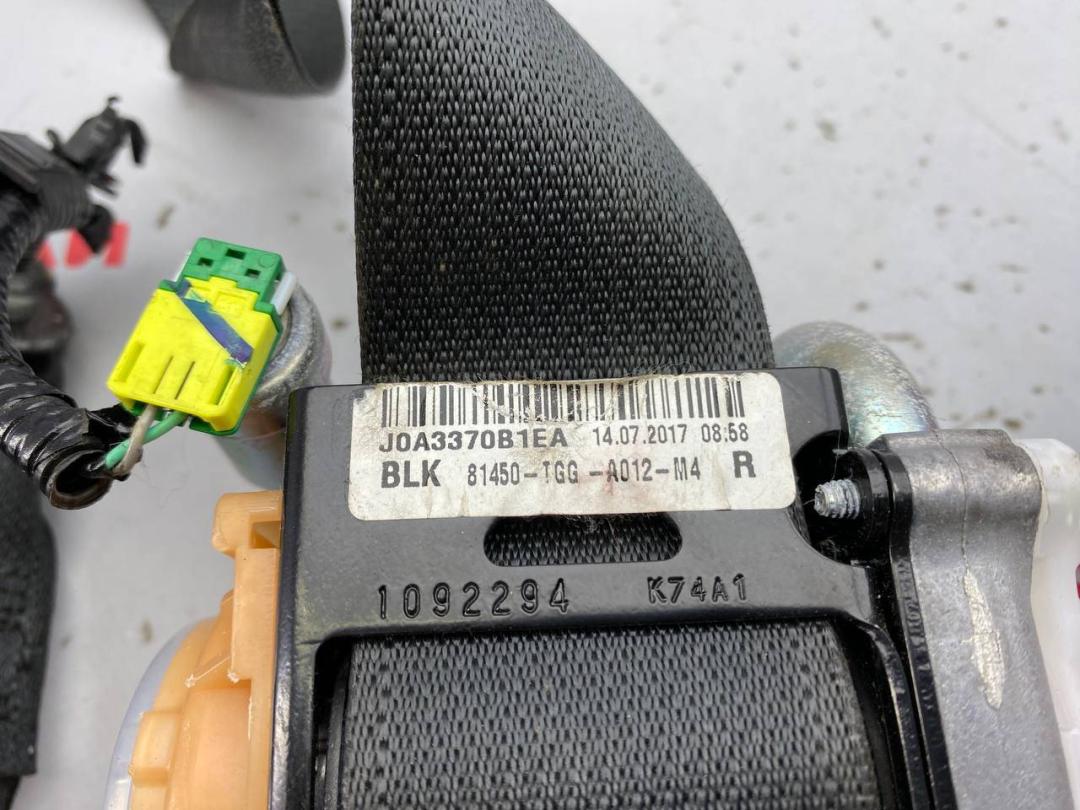 J0A3370B1EA 14.07.2017 08:58
BLK 81450-TGG -A012-M4 R
1092294 K74A1